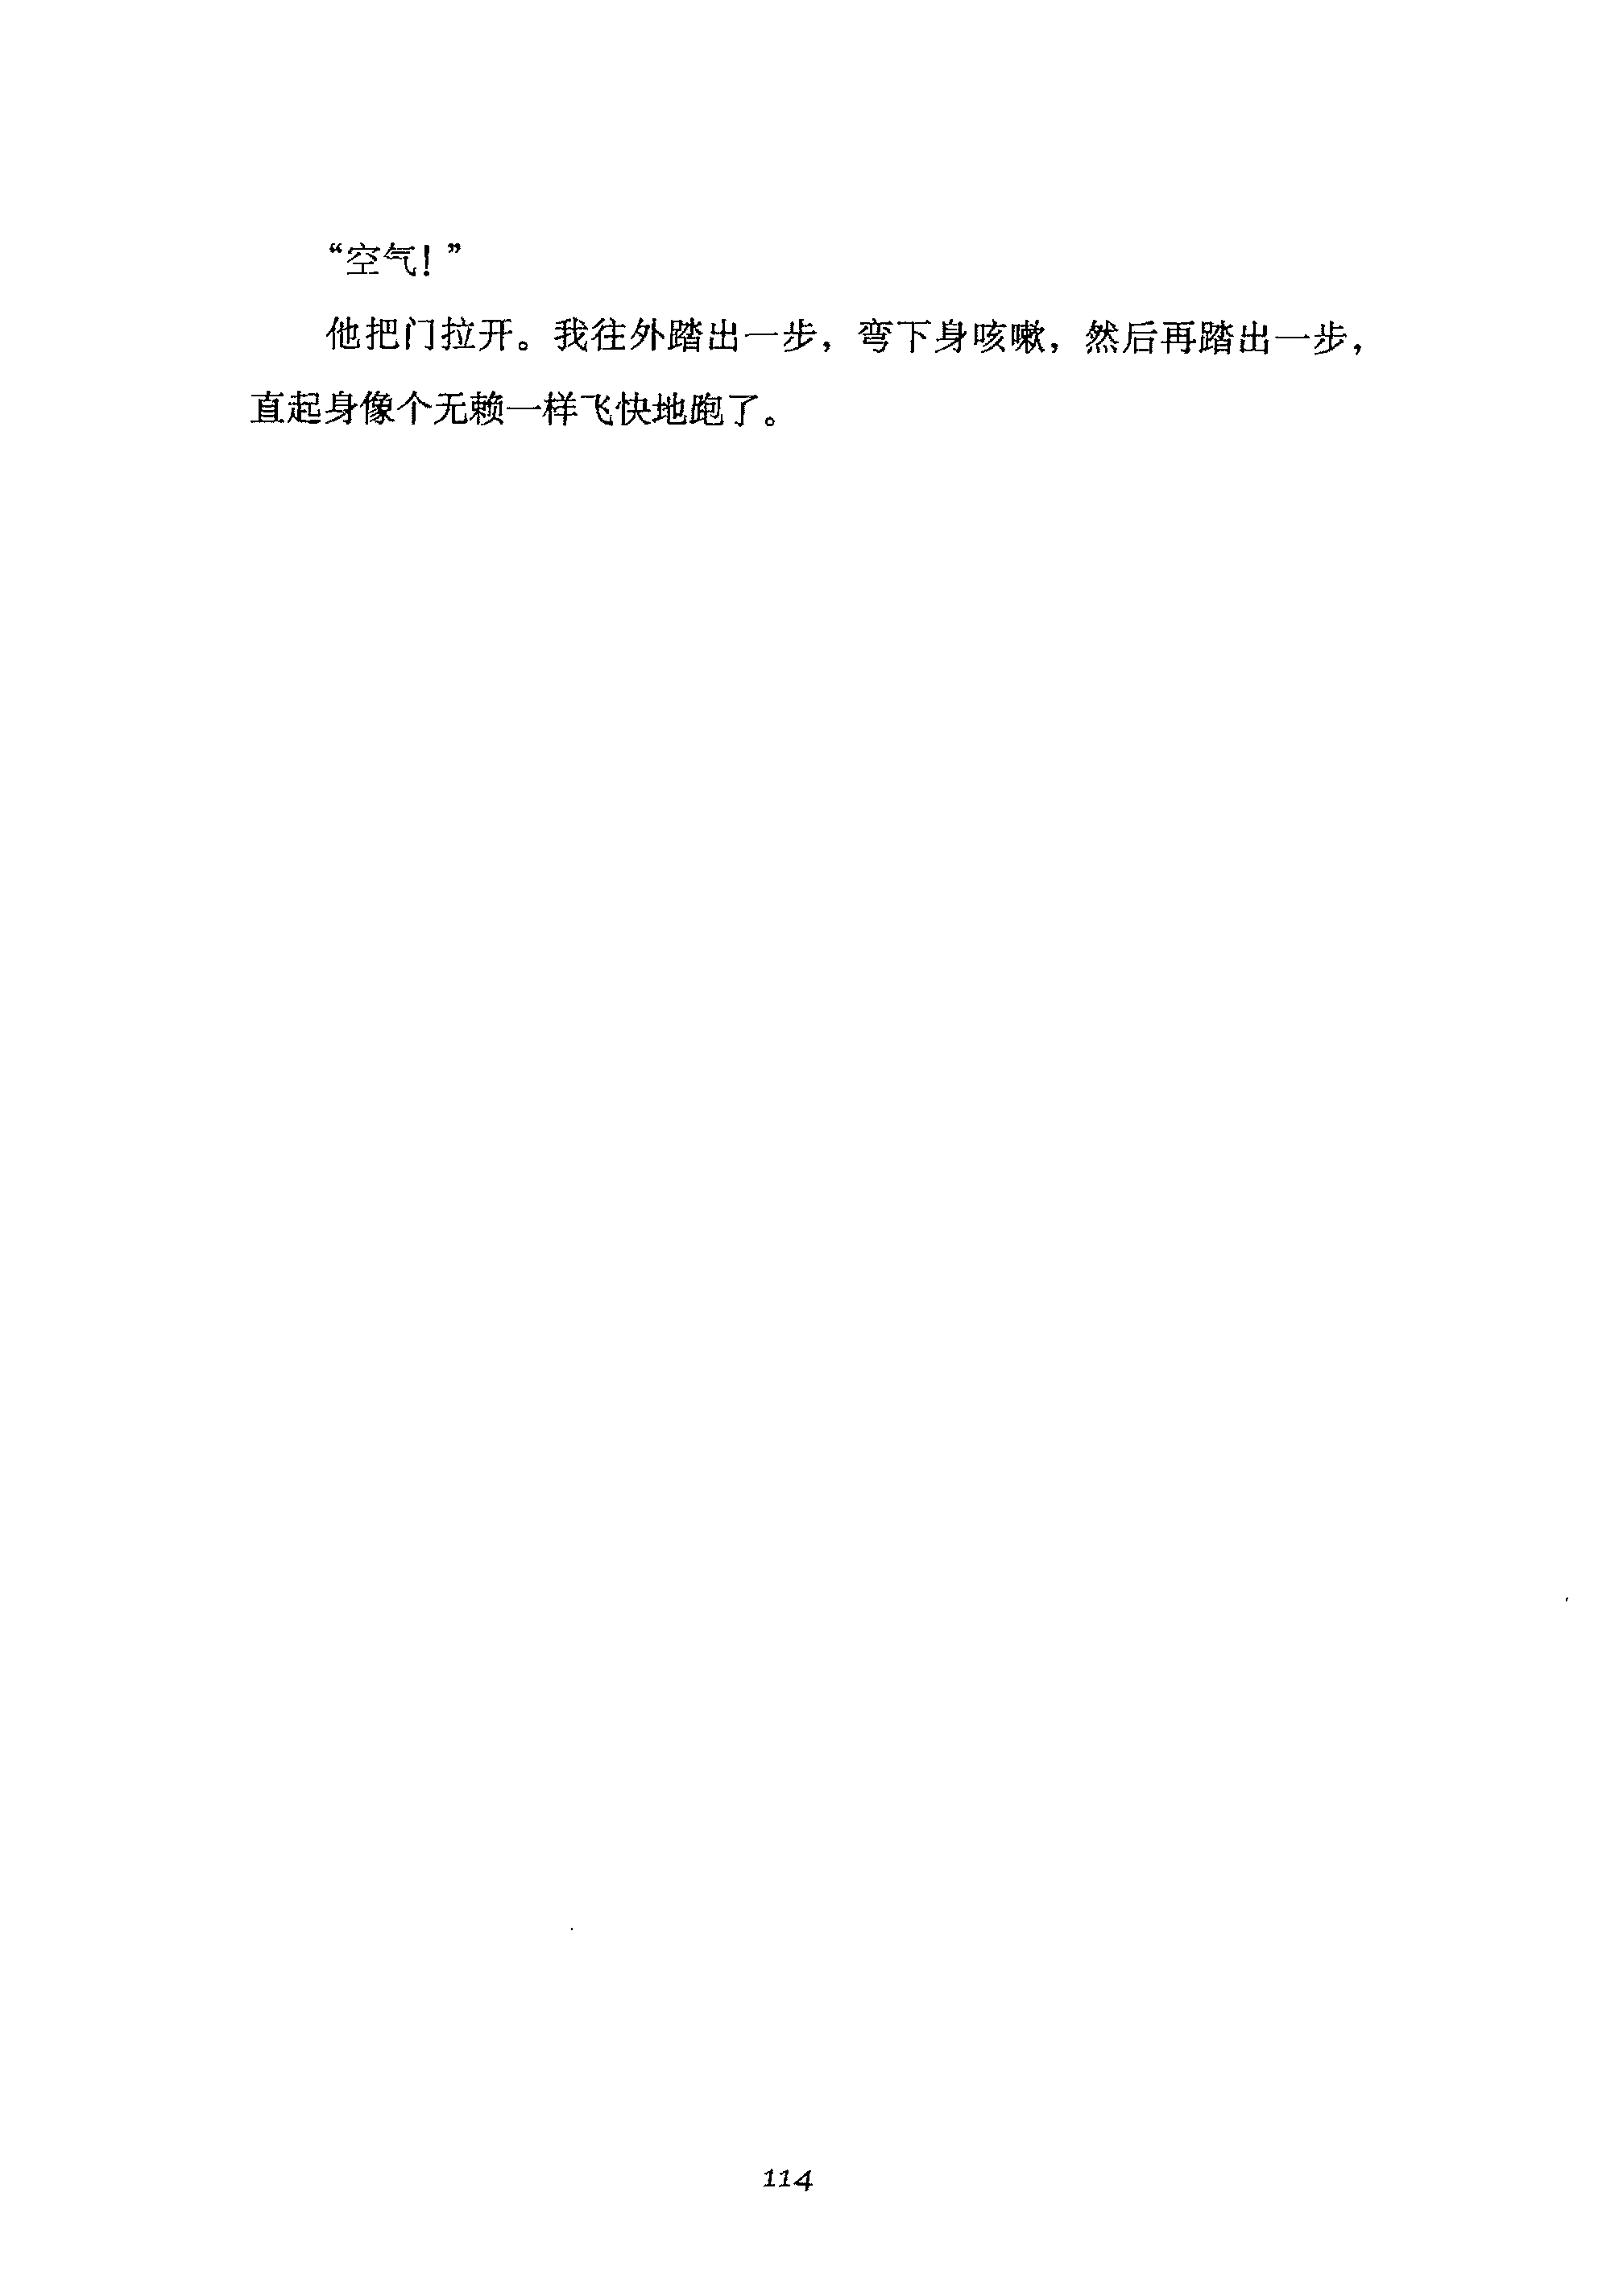 “空气！”
他把门拉开。我往外踏出一步，弯下身咳嗽，然后再踏出一步，
直起身像个无赖一样飞快地跑了。
114